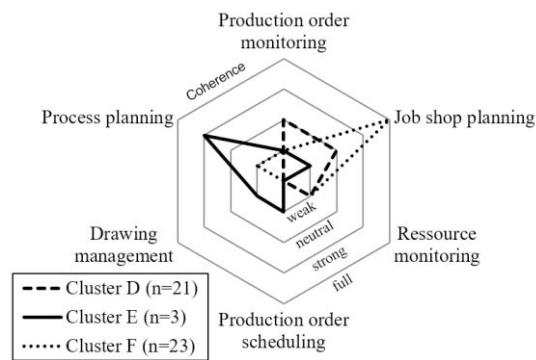 Production order
monitoring
Coherence
Process planning
Job shop planning
weak
neutral
strong
full
Drawing
management
Ressource
monitoring
Cluster D (n=21)
Cluster E (n=3)
Cluster F (n=23)
Production order
scheduling